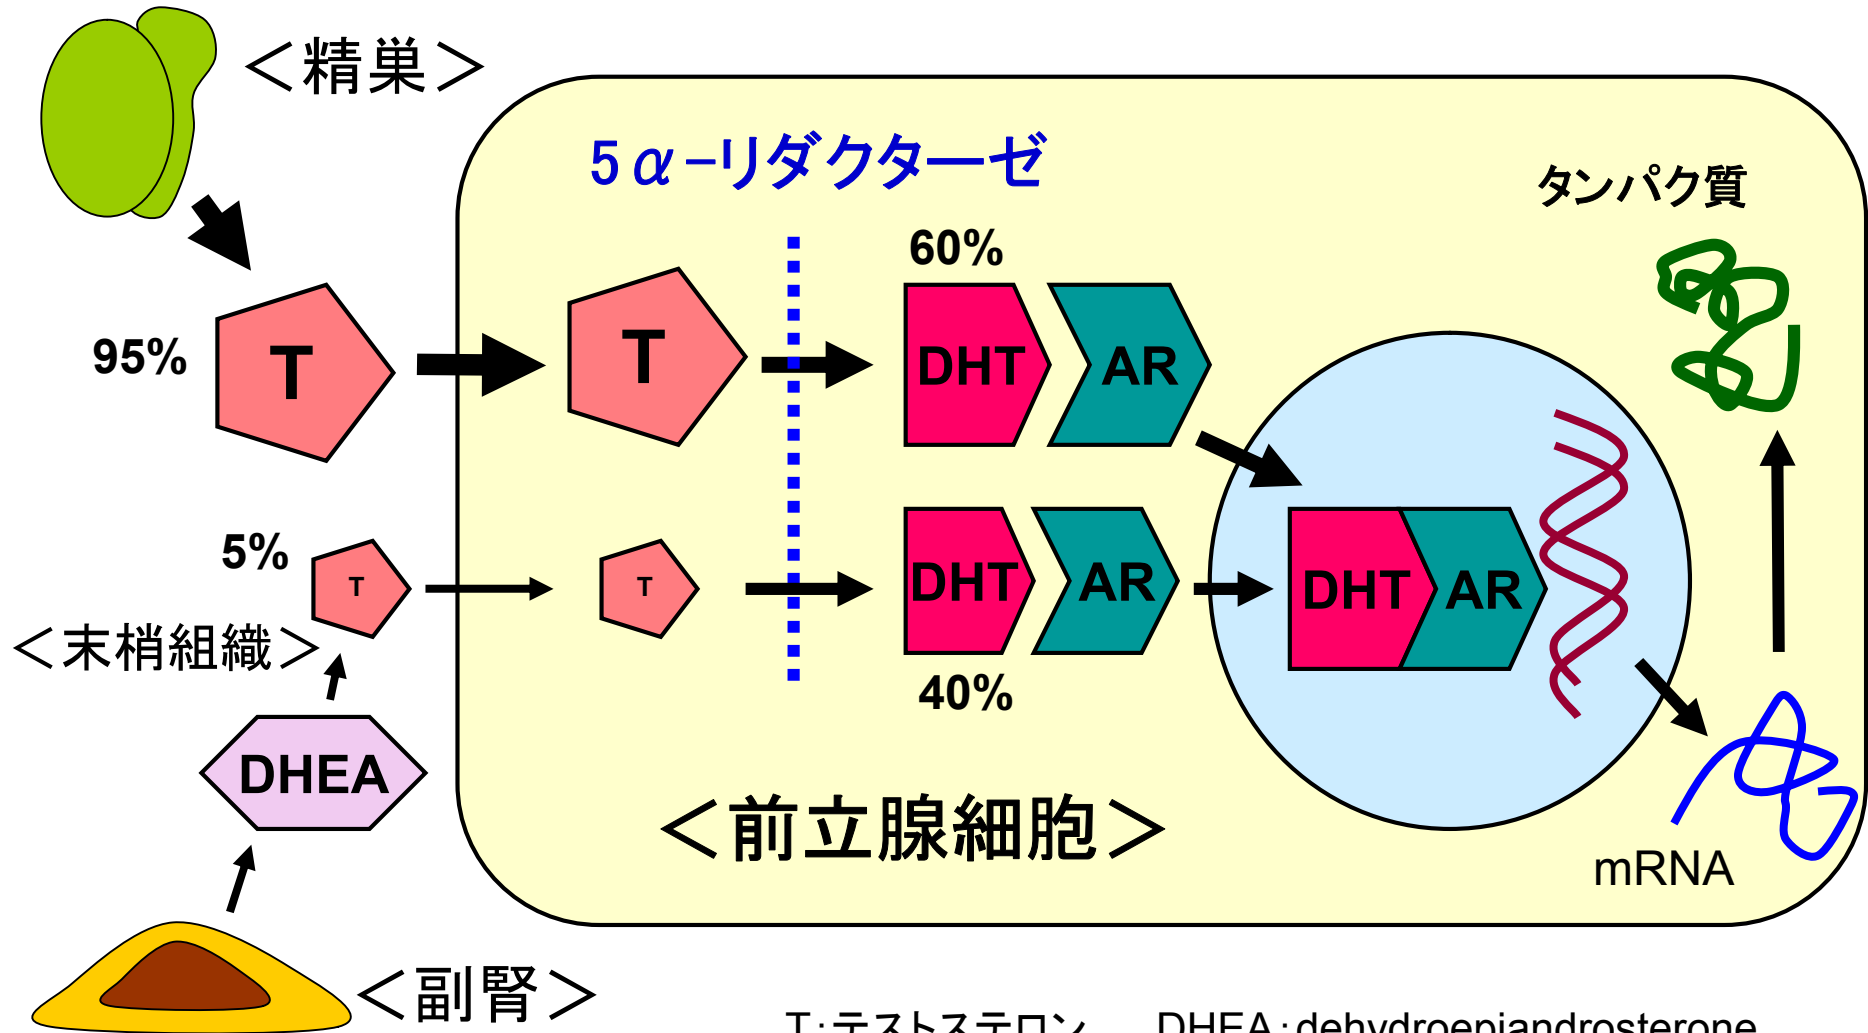 ＜精巣＞
5α-リダクターゼ
タンパク質
60%
95%
T
T
DHT
AR
5%
T
T
DHT
AR
DHT
AR
＜末梢組織＞
40%
DHEA
＜前立腺細胞＞
mRNA
＜副腎＞
T：テストステロン　DHEA：dehydroepiandrosterone